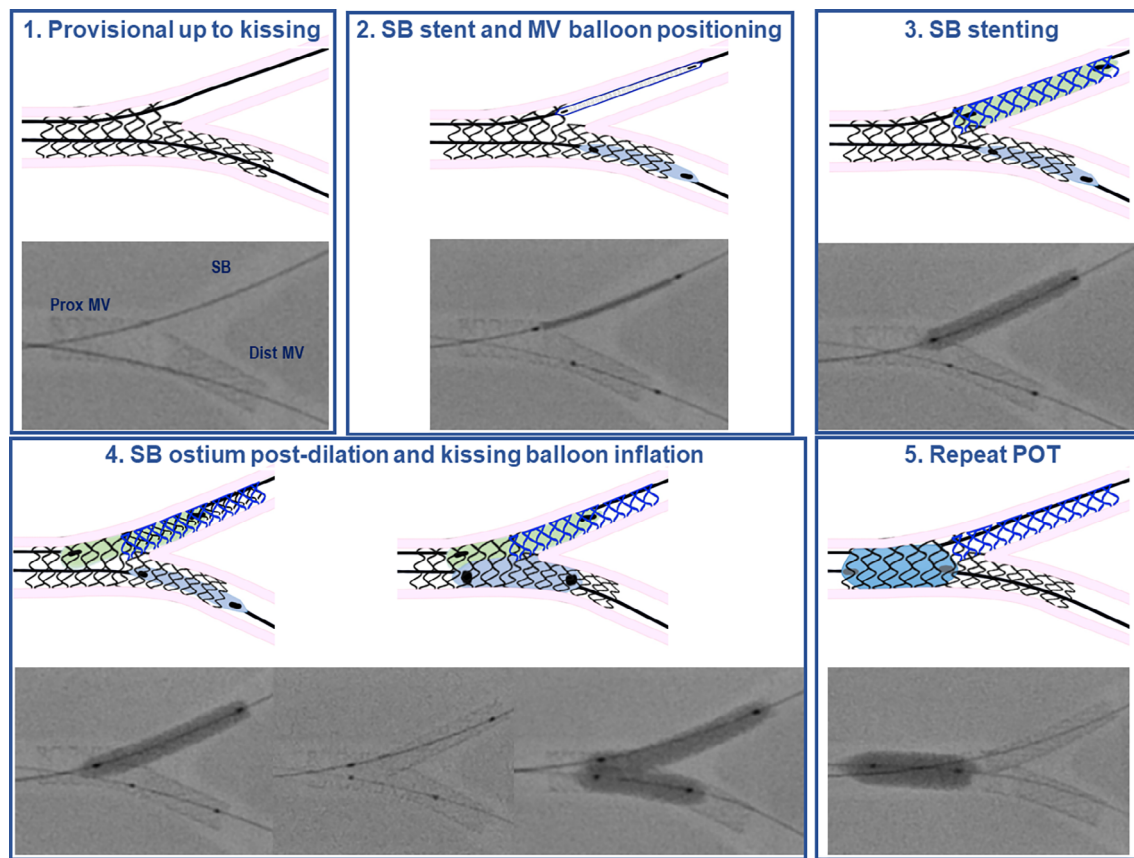 1. Provisional up to kissing
2. SB stent and MV balloon positioning
3. SB stenting
SB
Prox MV
Dist MV
4. SB ostium post-dilation and kissing balloon inflation
5. Repeat POT